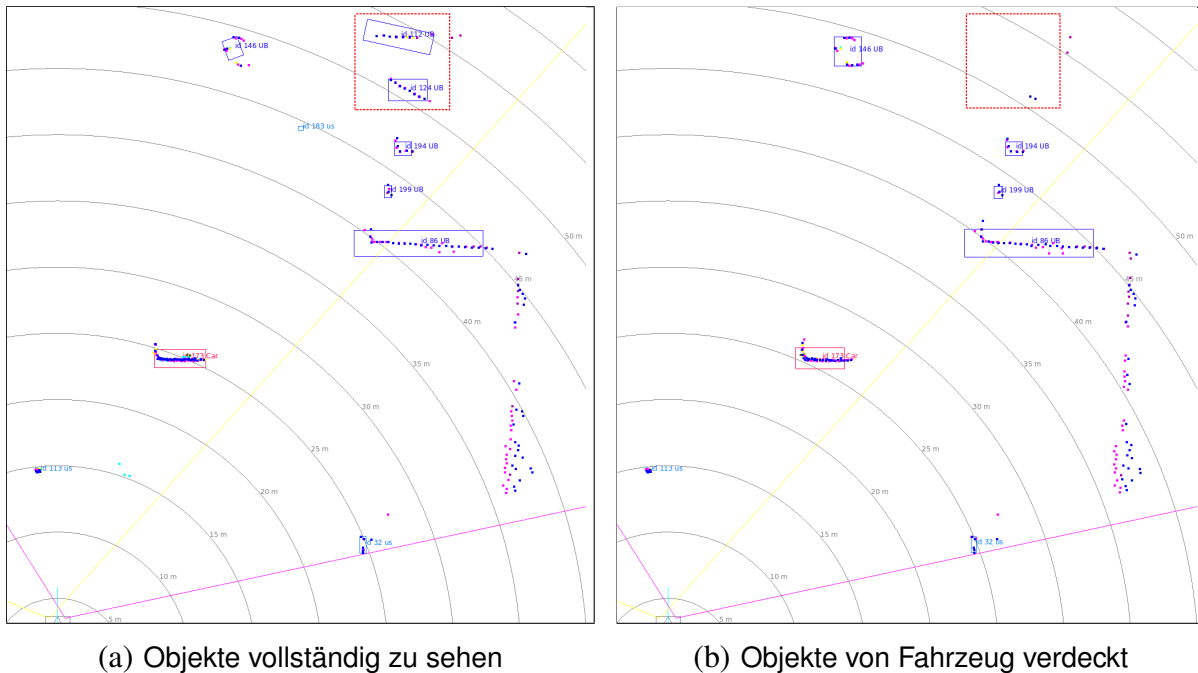 id 112 UB
id 146 UB
id 124 UB
id 183 us
id 194 UB
id 199 UB
id 86 UB
50 m
45 m
40 m
id 173 Car
35 m
30 m
25 m
id 113 us
20 m
15 m
id 32 us
10 m
5 m
(a) Objekte vollständig zu sehen
id 146 UB
id 194 UB
id 199 UB
id 86 UB
50 m
45 m
40 m
id 173 Car
35 m
30 m
25 m
id 113 us
20 m
15 m
id 32 us
10 m
5 m
(b) Objekte von Fahrzeug verdeckt